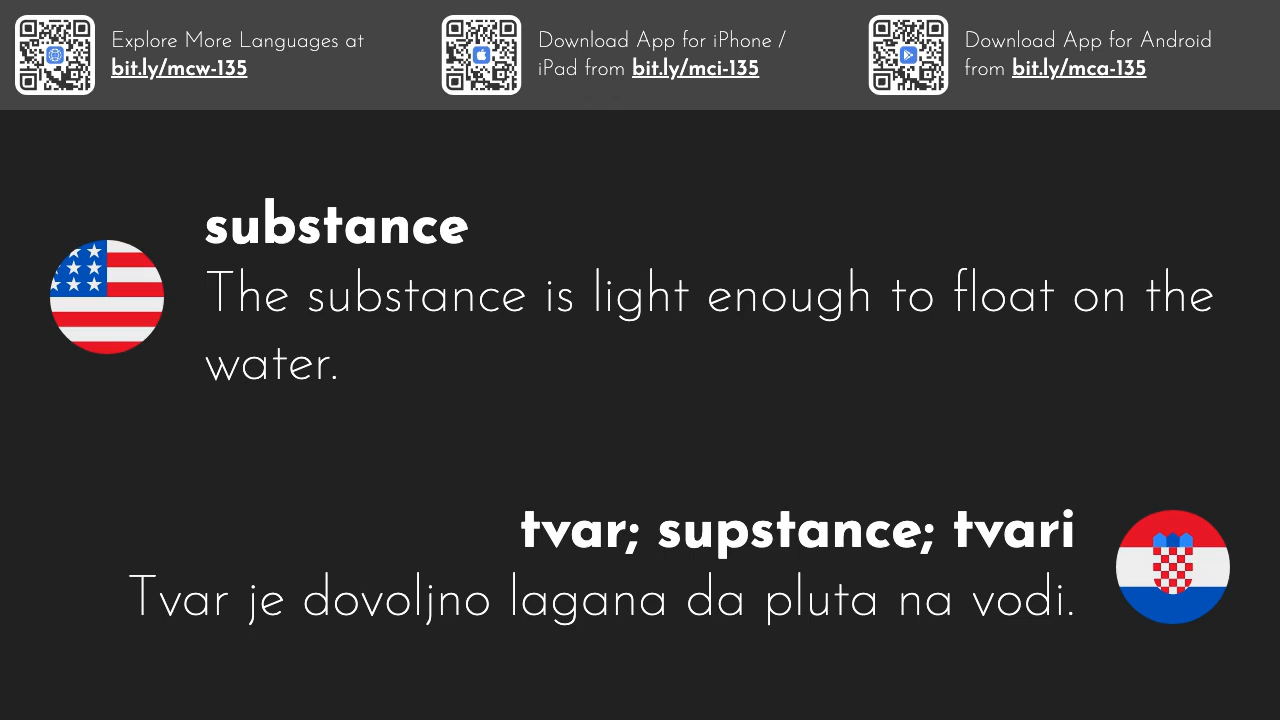 Explore More Languages at
bit.ly/mcw-135
Download App for iPhone /
iPad from bit.ly/mci-135
Download App for Android
from bit.ly/mca-135
substance
The substance is light enough to float on the
water.
tvar; supstance; tvari
Tvar je dovoljno lagana da pluta na vodi.